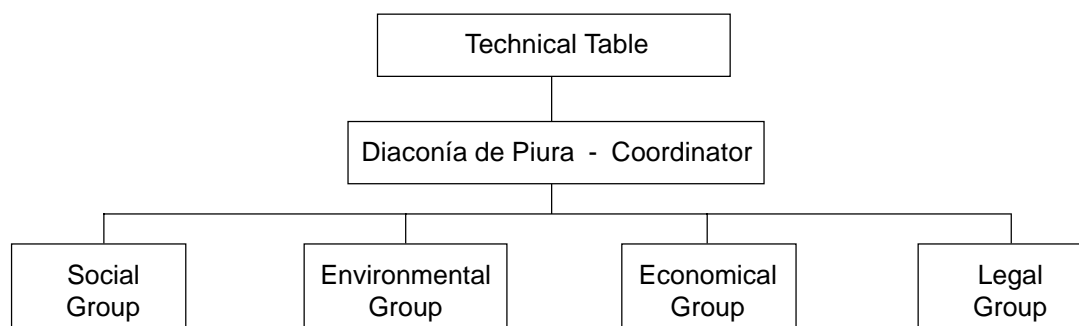 Technical Table
Diaconía de Piura - Coordinator
Social
Group
Environmental
Group
Economical
Group
Legal
Group